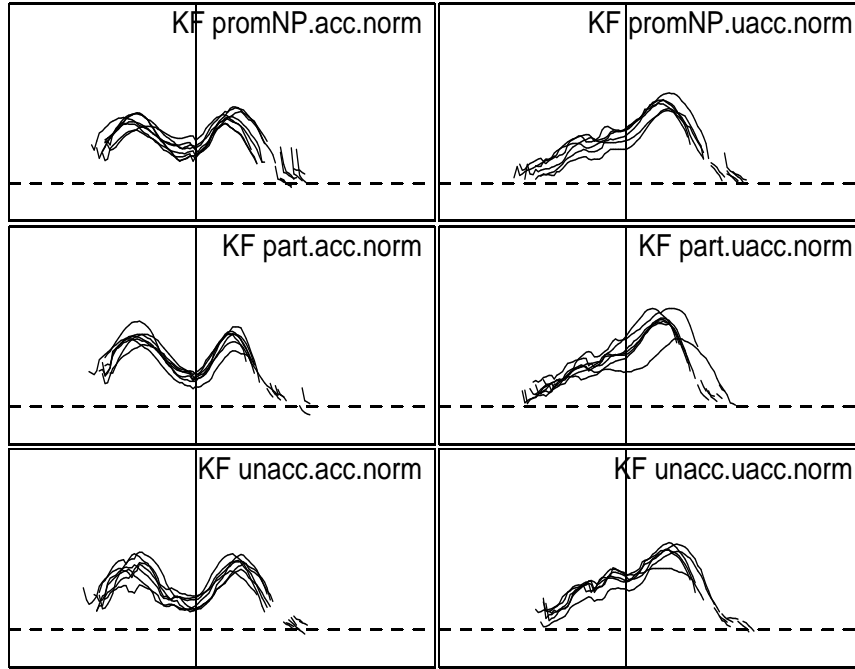 KF promNP.acc.norm
KF promNP.uacc.norm
KF part.acc.norm
KF part.uacc.norm
KF unacc.acc.norm
KF unacc.uacc.norm